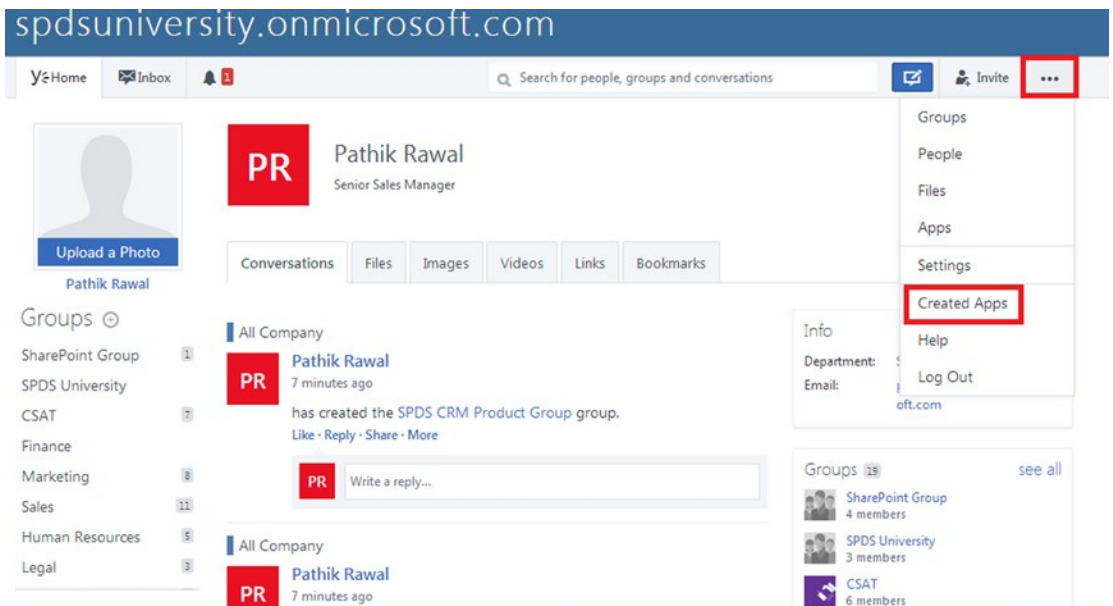 spdsuniversity.onmicrosoft.com
Home Inbox 1 Search for people, groups and conversations Invite •••
Groups
People
Files
Apps
Settings
Created Apps
Help
Log Out
Upload a Photo
Pathik Rawal
Groups
SharePoint Group 1
SPDS University
CSAT 7
Finance
Marketing 8
Sales 11
Human Resources 5
Legal 3
PR
Pathik Rawal
Senior Sales Manager
Conversations Files Images Videos Links Bookmarks
All Company
PR
Pathik Rawal
7 minutes ago
has created the SPDS CRM Product Group group.
Like · Reply · Share · More
PR Write a reply...
All Company
PR
Pathik Rawal
7 minutes ago
Info
Department:
Email:
oft.com
Groups 19 see all
SharePoint Group
4 members
SPDS University
3 members
CSAT
6 members